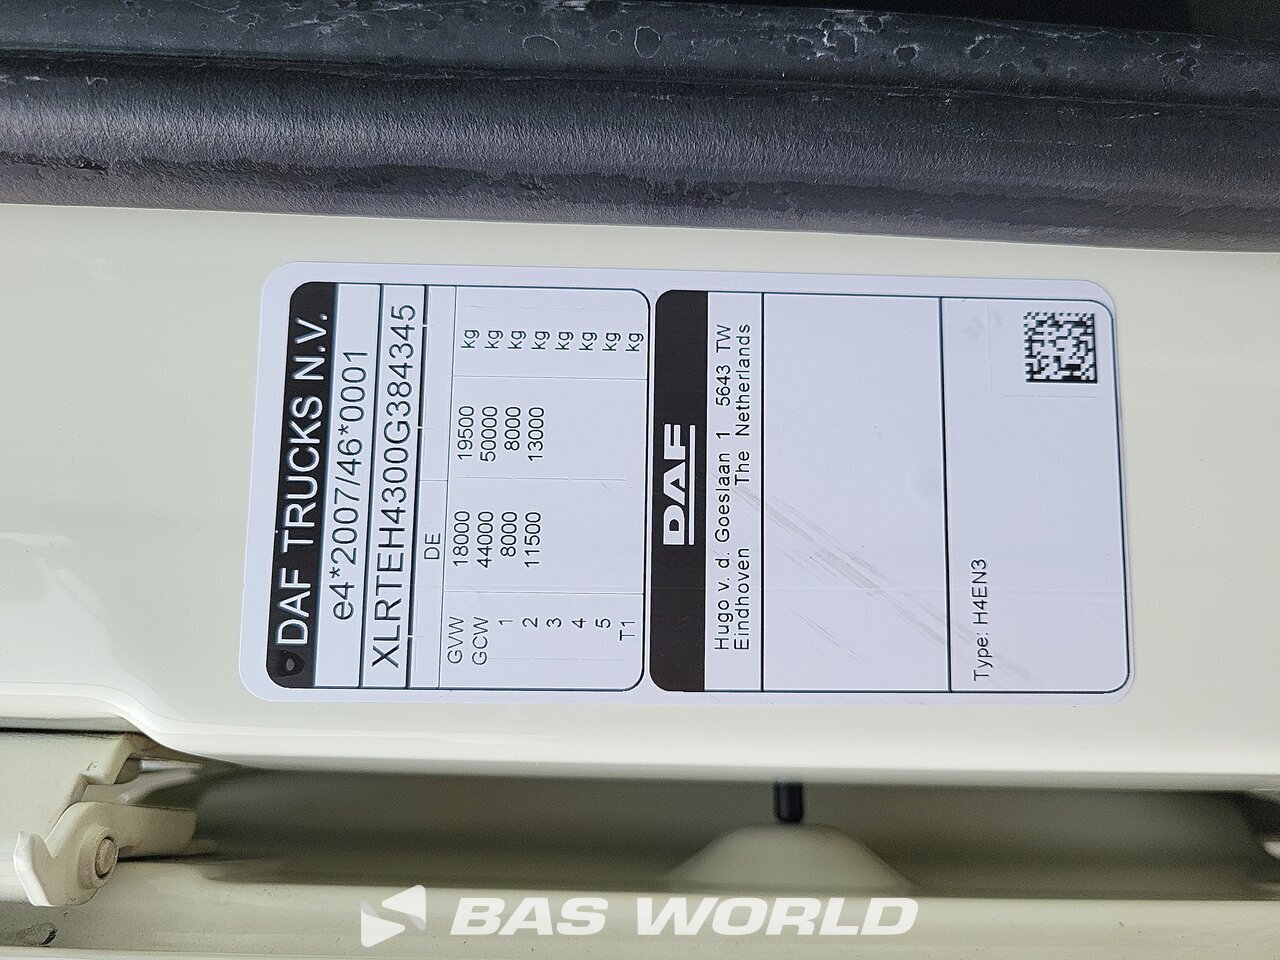 DAF TRUCKS N.V.
e4*2007/46*0001
XLRTEH4300G384345
DE
GVW 18000 19500 kg
GCW 44000 50000 kg
1 8000 8000 kg
2 11500 13000 kg
3 kg
4 kg
5 kg
T1 kg
DAF
Hugo v. d. Goeslaan 1 5643 TW
Eindhoven The Netherlands
Type: H4EN3
BAS WORLD